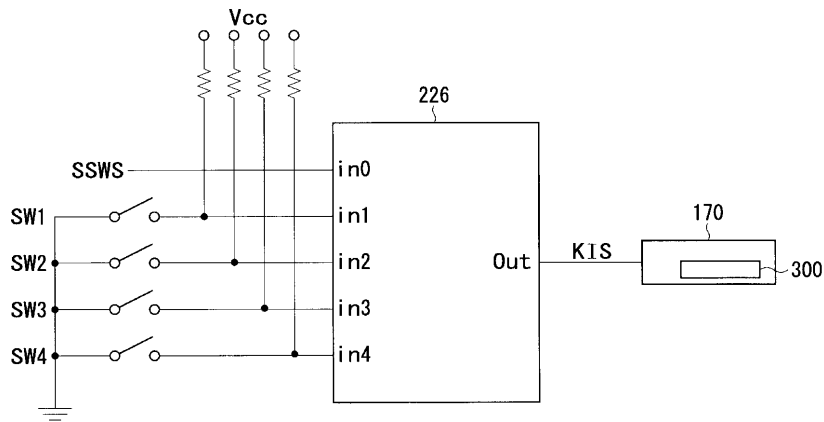 Vcc
226
SSWS
in0
SW1
in1
170
SW2
in2
KIS
Out
300
SW3
in3
SW4
in4